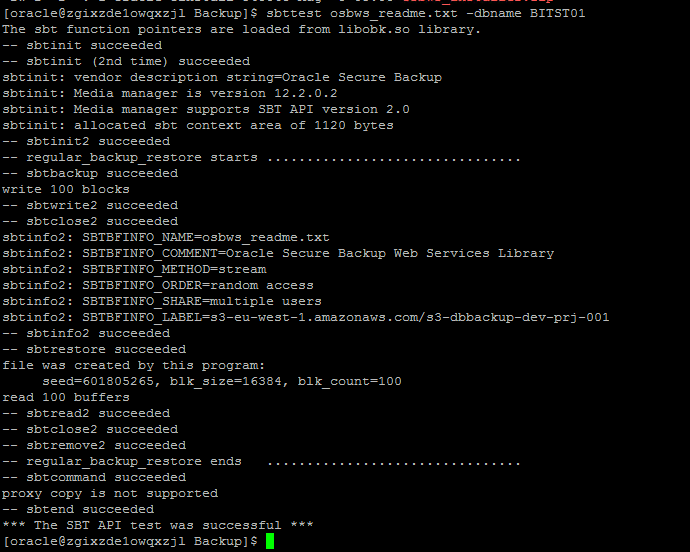 [oracle@zgixzde1owqxzjl Backup]$ sbttest osbws_readme.txt -dbname BITST01
The sbt function pointers are loaded from libobk.so library.
-- sbtinit succeeded
-- sbtinit (2nd time) succeeded
sbtinit: vendor description string=Oracle Secure Backup
sbtinit: Media manager is version 12.2.0.2
sbtinit: Media manager supports SBT API version 2.0
sbtinit: allocated sbt context area of 1120 bytes
-- sbtinit2 succeeded
-- regular_backup_restore starts ................................
-- sbtbackup succeeded
write 100 blocks
-- sbtwrite2 succeeded
-- sbtclose2 succeeded
sbtinfo2: SBTBFINFO_NAME=osbws_readme.txt
sbtinfo2: SBTBFINFO_COMMENT=Oracle Secure Backup Web Services Library
sbtinfo2: SBTBFINFO_METHOD=stream
sbtinfo2: SBTBFINFO_ORDER=random access
sbtinfo2: SBTBFINFO_SHARE=multiple users
sbtinfo2: SBTBFINFO_LABEL=s3-eu-west-1.amazonaws.com/s3-dbbackup-dev-prj-001
-- sbtinfo2 succeeded
-- sbtrestore succeeded
file was created by this program:
     seed=601805265, blk_size=16384, blk_count=100
read 100 buffers
-- sbtread2 succeeded
-- sbtclose2 succeeded
-- sbtremove2 succeeded
-- regular_backup_restore ends   ................................
-- sbtcommand succeeded
proxy copy is not supported
-- sbtend succeeded
*** The SBT API test was successful ***
[oracle@zgixzde1owqxzjl Backup]$